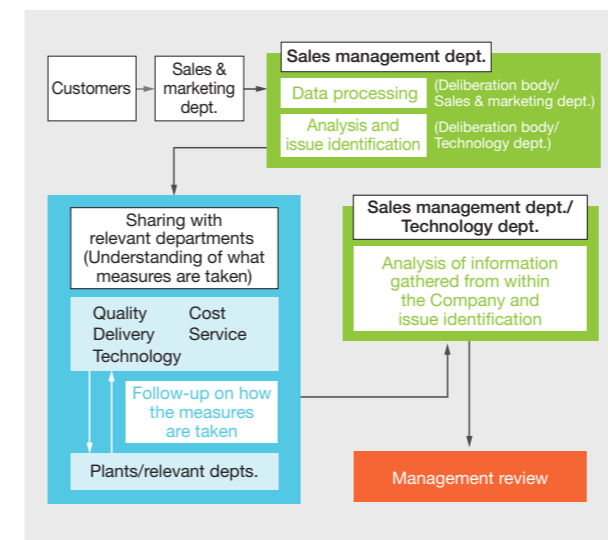 Customers
Sales &
marketing
dept.
Sales management dept.
Data processing
(Deliberation body/
Sales & marketing dept.)
Analysis and
issue identification
(Deliberation body/
Technology dept.)
Sharing with
relevant departments
(Understanding of what
measures are taken)
Quality Cost
Delivery Service
Technology
Follow-up on how
the measures
are taken
Plants/relevant depts.
Sales management dept./
Technology dept.
Analysis of information
gathered from within
the Company and
issue identification
Management review